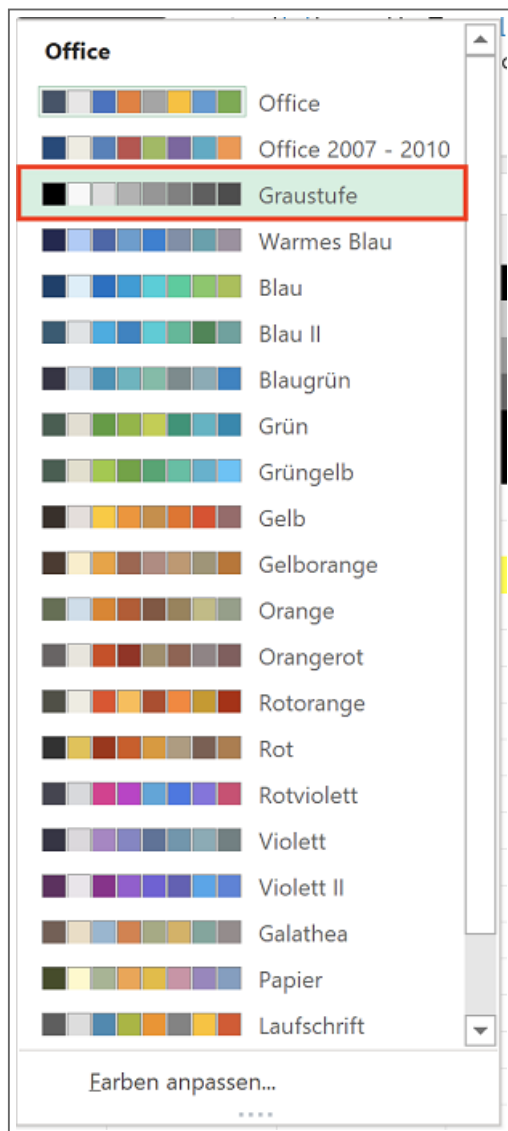 Office
Office
Office 2007 - 2010
Graustufe
Warmes Blau
Blau
Blau II
Blaugrün
Grün
Grüngelb
Gelb
Gelborange
Orange
Orangerot
Rotorange
Rot
Rotviolett
Violett
Violett II
Galathea
Papier
Laufschrift
Farben anpassen...